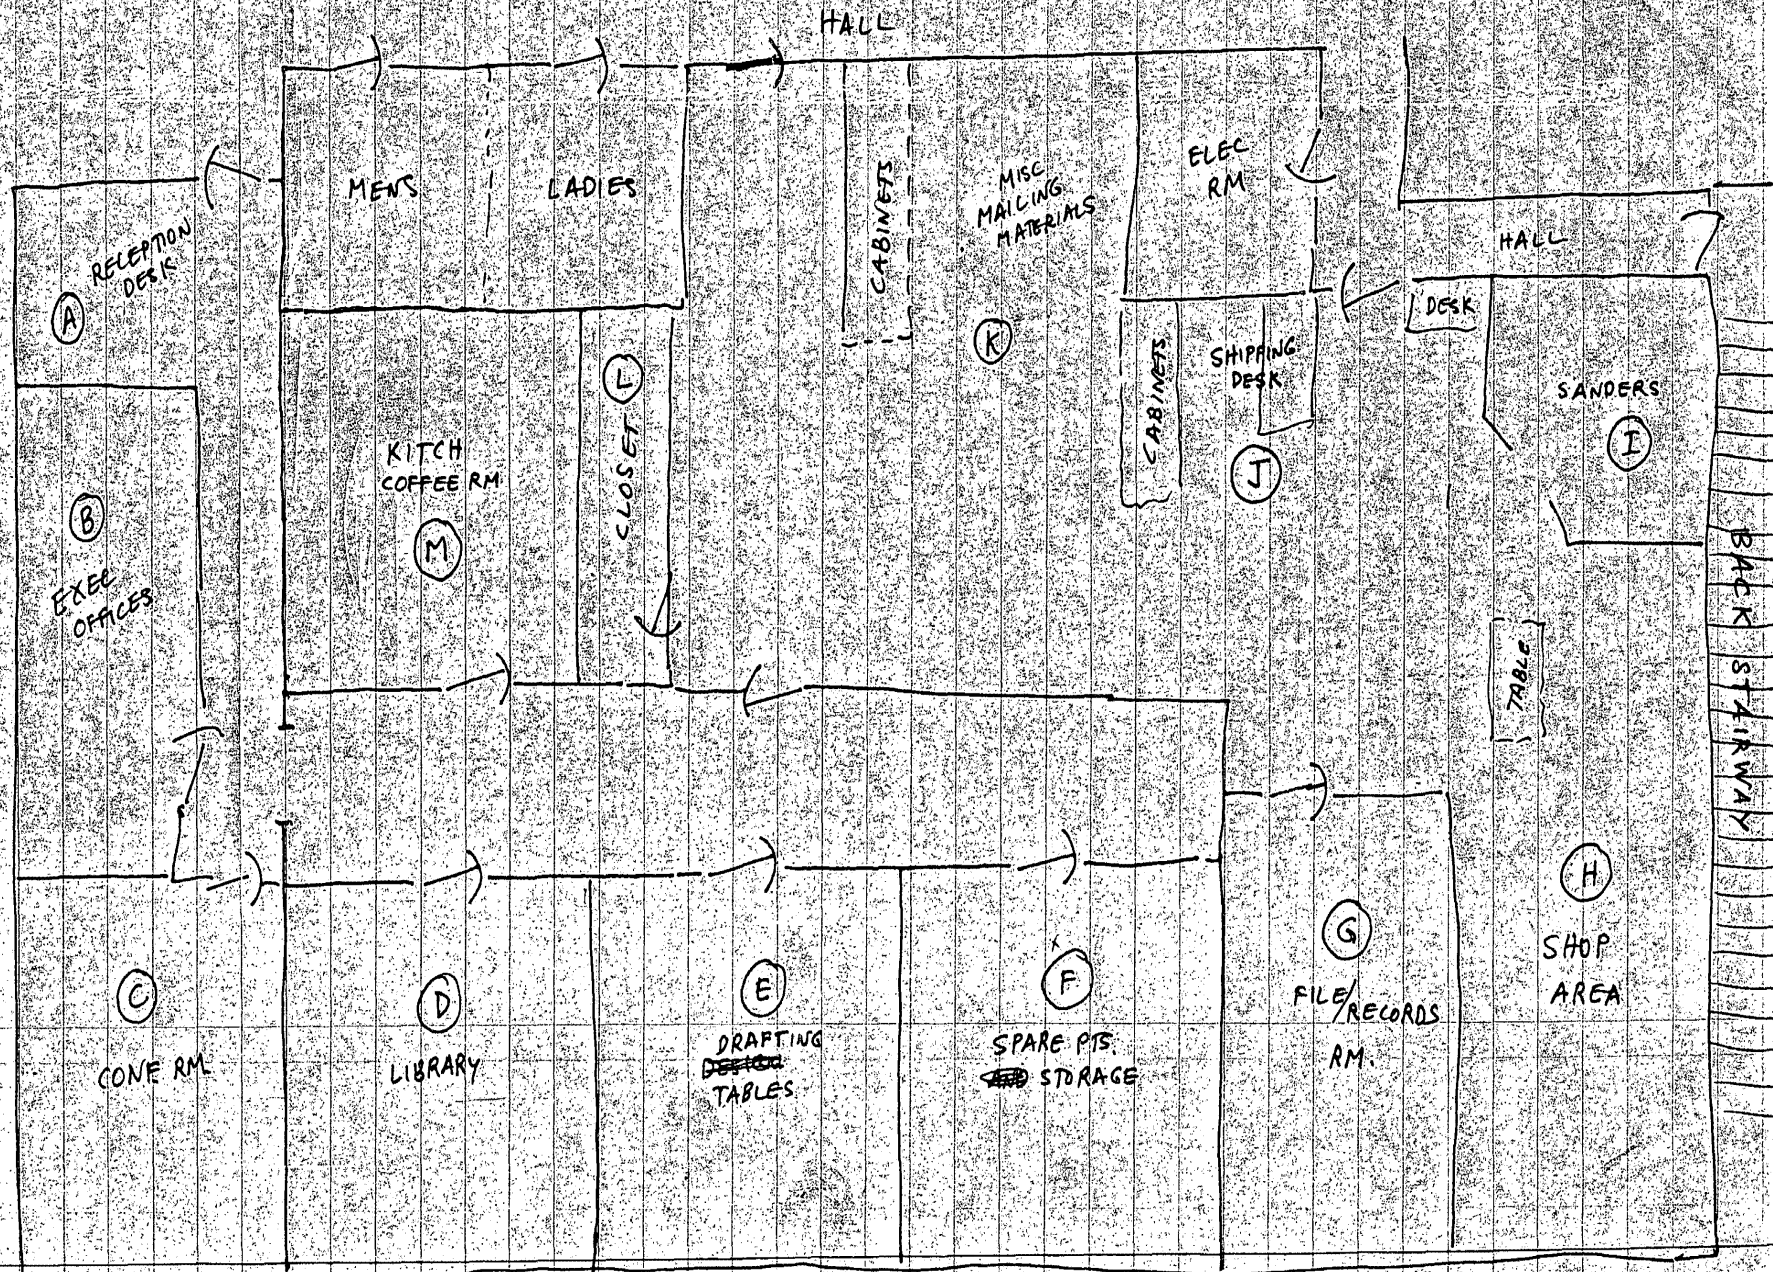 HALL
MENS
LADIES
CABINETS
MISC
MAILING
MATERIALS
ELEC
RM
HALL
RECEPTION
DESK
A
K
DESK
CABINETS
SHIPPING
DESK
J
SANDERS
I
L
CLOSET
KITCH
COFFEE RM
M
B
EXEC
OFFICES
TABLE
BACK STAIRWAY
H
SHOP
AREA
C
CONF RM
D
LIBRARY
E
DRAFTING
TABLES
F
SPARE PTS.
STORAGE
G
FILE/RECORDS
RM.